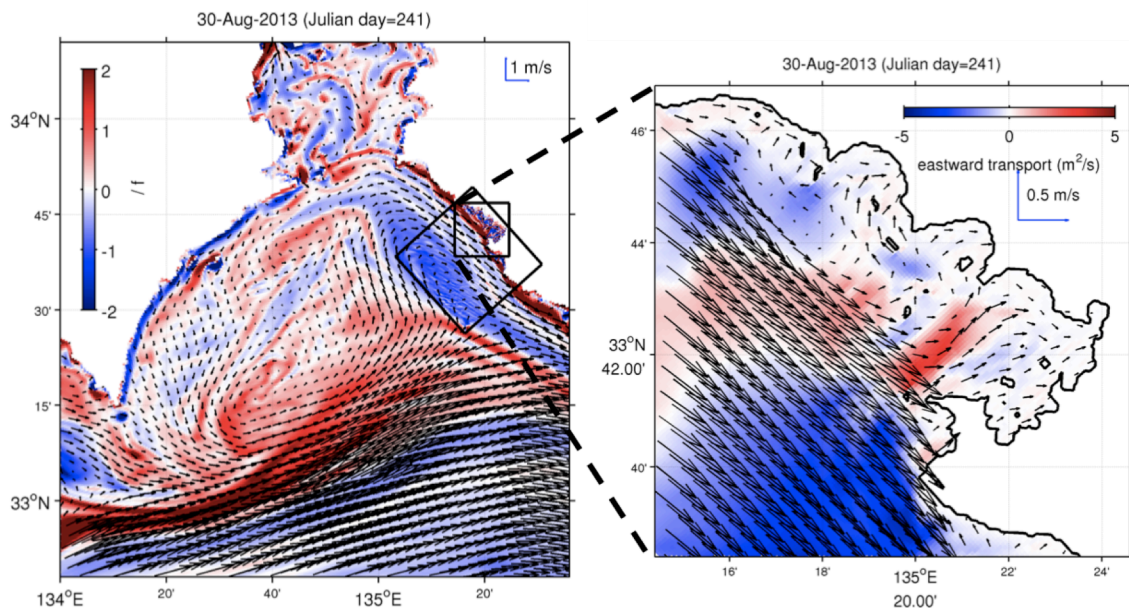 30-Aug-2013 (Julian day=241)
2
1
0
-1
-2
/ f
1 m/s
34°N
45'
30'
15'
33°N
134°E
20'
40'
135°E
20'
30-Aug-2013 (Julian day=241)
-5
0
5
eastward transport (m²/s)
0.5 m/s
46'
44'
33°N
42.00'
40'
16'
18'
135°E
20.00'
22'
24'